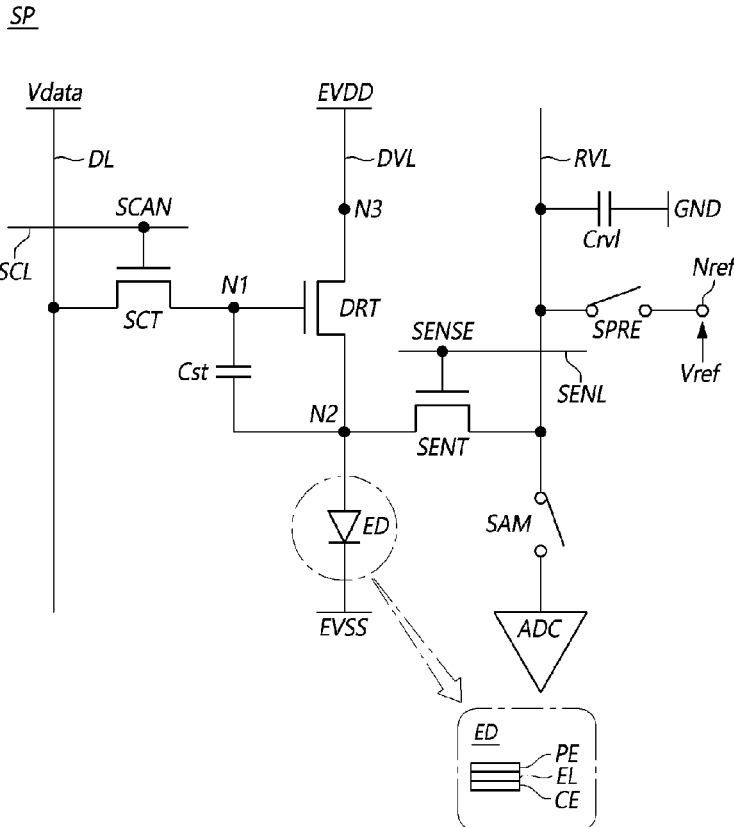 SP
Vdata
EVDD
DL
DVL
RVL
SCAN
N3
GND
Crvl
SCL
N1
Nref
SCT
DRT
SPRE
SENSE
Cst
Vref
SENL
N2
SENT
ED
SAM
EVSS
ADC
ED
PE
EL
CE